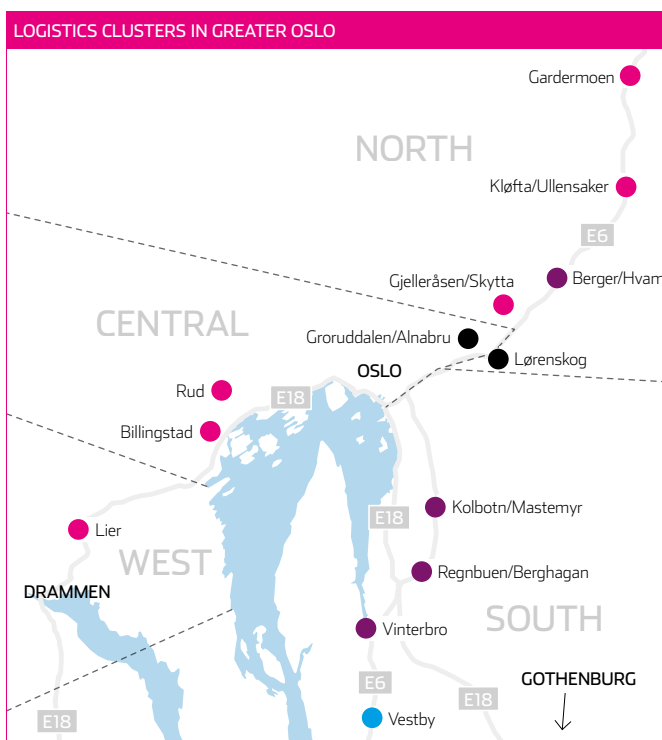 LOGISTICS CLUSTERS IN GREATER OSLO
Gardermoen
NORTH
Kløfta/Ullensaker
E6
Gjelleråsen/Skytta
Berger/Hvam
CENTRAL
Groruddalen/Alnabru
Lørenskog
OSLO
Rud
E18
Billingstad
Kolbotn/Mastemyr
E18
Lier
WEST
Regnbuen/Berghagan
DRAMMEN
SOUTH
Vinterbro
GOTHENBURG
E6
E18
Vestby
E18